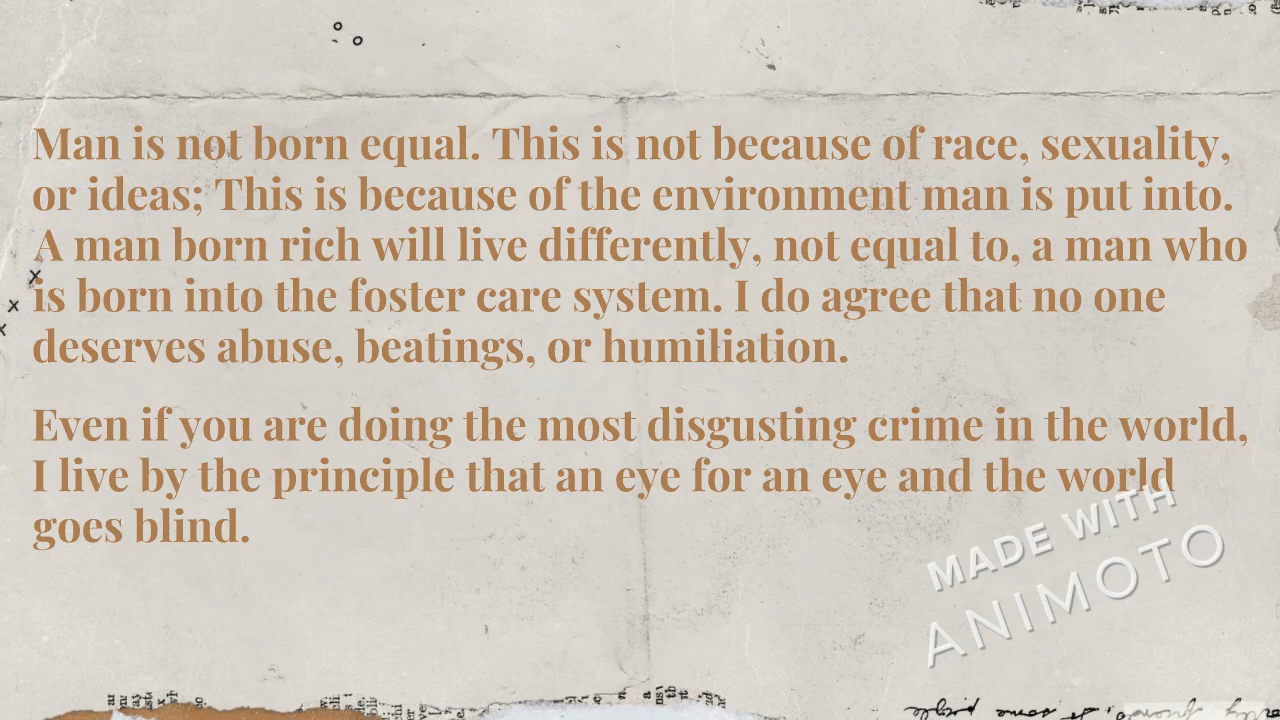 Man is not born equal. This is not because of race, sexuality,
or ideas; This is because of the environment man is put into.
A man born rich will live differently, not equal to, a man who
is born into the foster care system. I do agree that no one
deserves abuse, beatings, or humiliation.
Even if you are doing the most disgusting crime in the world,
I live by the principle that an eye for an eye and the world
goes blind.
MADE WITH
ANIMOTO